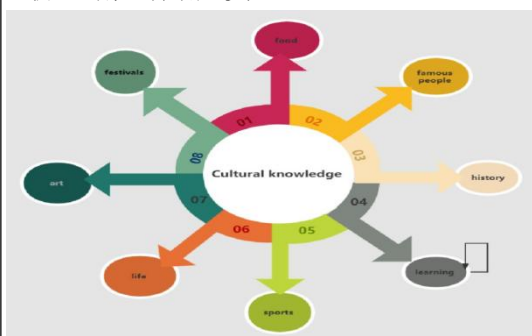 food
01
famous people
02
history
03
learning
04
sports
05
life
06
art
07
festivals
08
Cultural knowledge